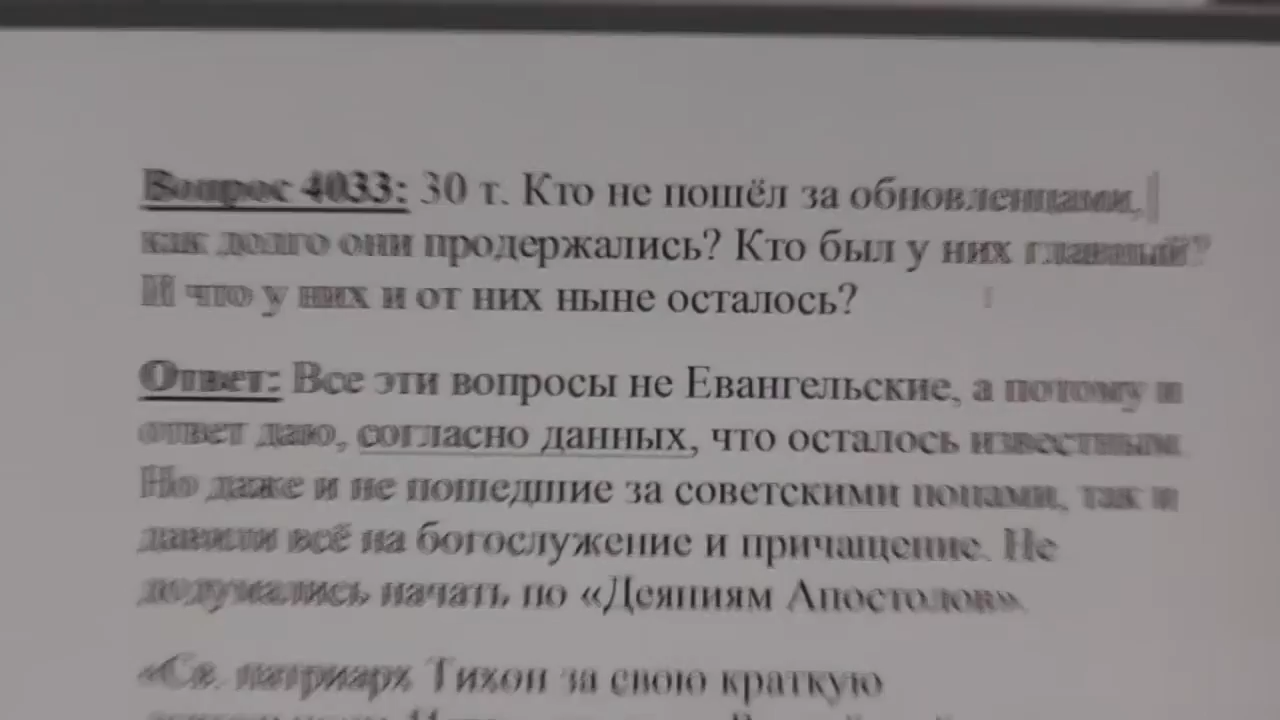 Вопрос 4033: 30 т. Кто не пошёл за обновленцами,
как долго они продержались? Кто был у них главный?
И что у них и от них ныне осталось?
Ответ: Все эти вопросы не Евангельские, а потому и
ответ даю, согласно данных, что осталось известным.
Но даже и не пошедшие за советскими попами, так и
давили всё на богослужение и причащение. Не
додумались начать по «Деяниям Апостолов».
«Св. патриарх Тихон за свою краткую